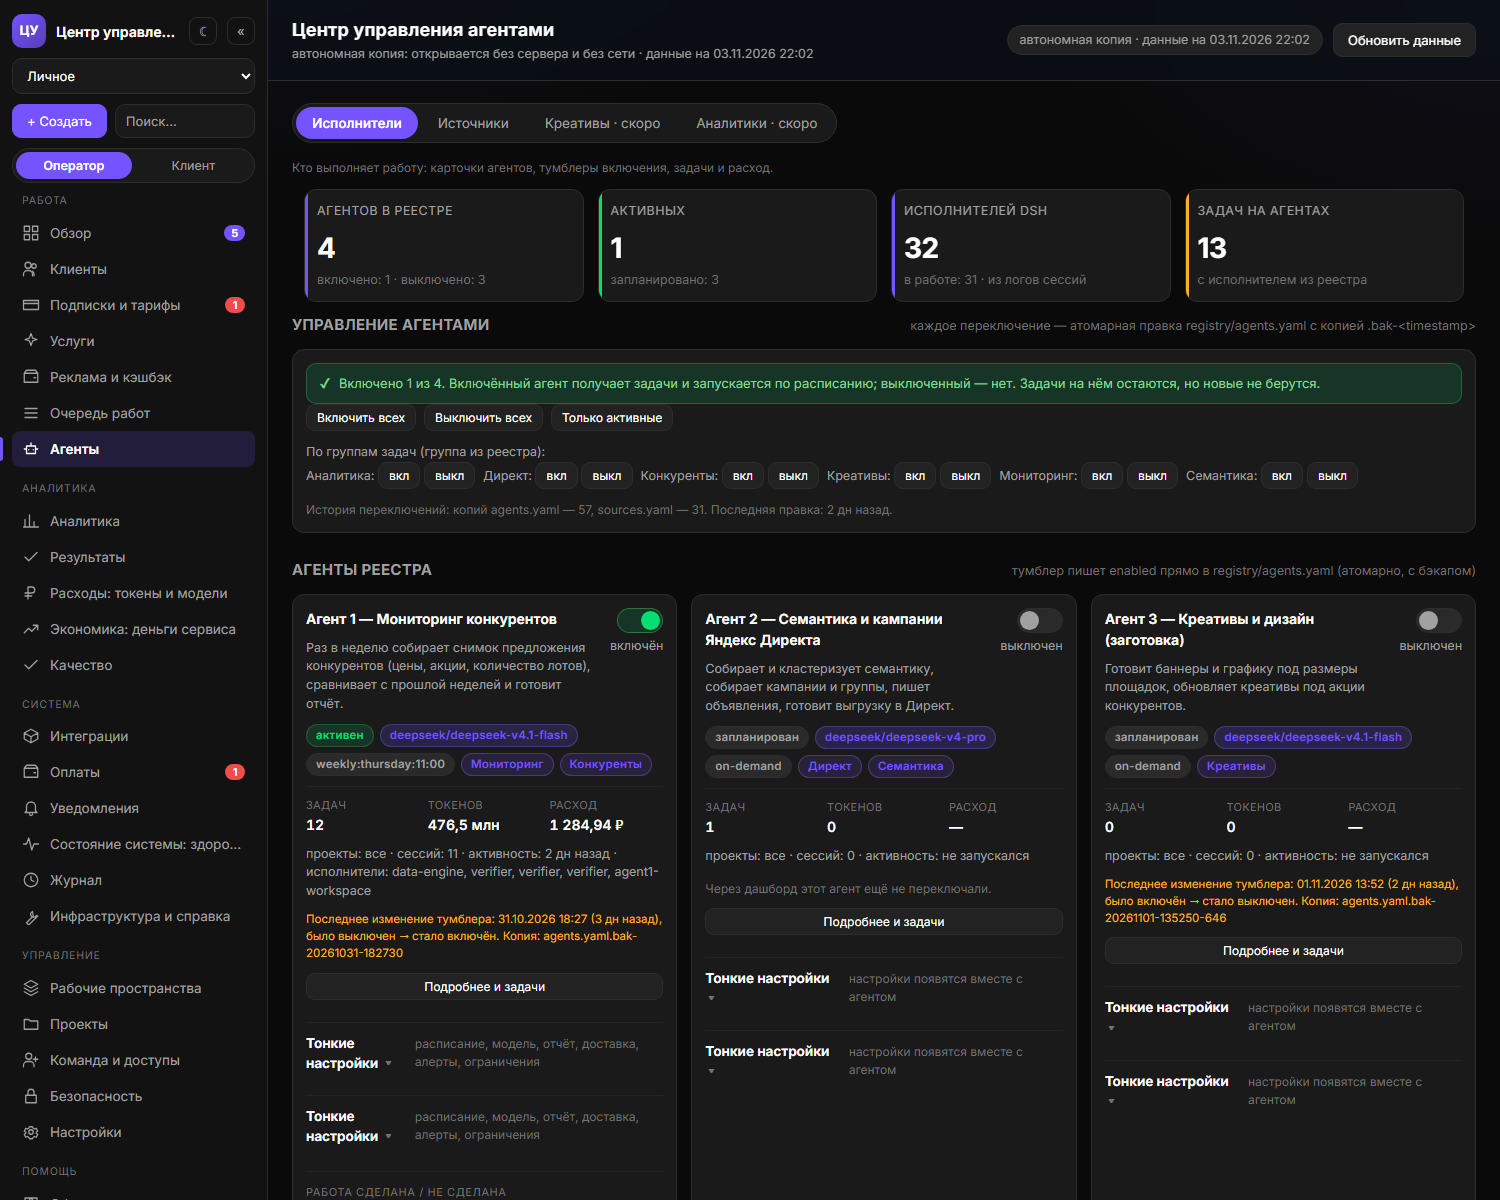 ЦУ
Центр управле...
«
Личное
+ Создать
Поиск...
Оператор
Клиент
РАБОТА
Обзор
5
Клиенты
Подписки и тарифы
1
Услуги
Реклама и кэшбэк
Очередь работ
Агенты
АНАЛИТИКА
Аналитика
Результаты
Расходы: токены и модели
Экономика: деньги сервиса
Качество
СИСТЕМА
Интеграции
Оплаты
1
Уведомления
Состояние системы: здоро...
Журнал
Инфраструктура и справка
УПРАВЛЕНИЕ
Рабочие пространства
Проекты
Команда и доступы
Безопасность
Настройки
ПОМОЩЬ
Центр управления агентами
автономная копия: открывается без сервера и без сети · данные на 03.11.2026 22:02
автономная копия · данные на 03.11.2026 22:02
Обновить данные
Исполнители
Источники
Креативы · скоро
Аналитики · скоро
Кто выполняет работу: карточки агентов, тумблеры включения, задачи и расход.
АГЕНТОВ В РЕЕСТРЕ
4
включено: 1 · выключено: 3
АКТИВНЫХ
1
запланировано: 3
ИСПОЛНИТЕЛЕЙ DSH
32
в работе: 31 · из логов сессий
ЗАДАЧ НА АГЕНТАХ
13
с исполнителем из реестра
УПРАВЛЕНИЕ АГЕНТАМИ
каждое переключение — атомарная правка registry/agents.yaml с копией .bak-<timestamp>
✓ Включено 1 из 4. Включённый агент получает задачи и запускается по расписанию; выключенный — нет. Задачи на нём остаются, но новые не берутся.
Включить всех
Выключить всех
Только активные
По группам задач (группа из реестра):
Аналитика: вкл выкл Директ: вкл выкл Конкуренты: вкл выкл Креативы: вкл выкл Мониторинг: вкл выкл Семантика: вкл выкл
История переключений: копий agents.yaml — 57, sources.yaml — 31. Последняя правка: 2 дн назад.
АГЕНТЫ РЕЕСТРА
тумблер пишет enabled прямо в registry/agents.yaml (атомарно, с бэкапом)
Агент 1 — Мониторинг конкурентов
включён
Раз в неделю собирает снимок предложения
конкурентов (цены, акции, количество лотов),
сравнивает с прошлой неделей и готовит
отчёт.
активен
deepseek/deepseek-v4.1-flash
weekly:thursday:11:00
Мониторинг
Конкуренты
ЗАДАЧ
ТОКЕНОВ
РАСХОД
12
476,5 млн
1 284,94 ₽
проекты: все · сессий: 11 · активность: 2 дн назад ·
исполнители: data-engine, verifier, verifier, verifier, agent1-
workspace
Последнее изменение тумблера: 31.10.2026 18:27 (3 дн назад),
было выключен → стало включён. Копия: agents.yaml.bak-
20261031-182730
Подробнее и задачи
Тонкие
настройки ▾
расписание, модель, отчёт, доставка,
алерты, ограничения
Тонкие
настройки ▾
расписание, модель, отчёт, доставка,
алерты, ограничения
РАБОТА СДЕЛАНА / НЕ СДЕЛАНА
Агент 2 — Семантика и кампании
Яндекс Директа
выключен
Собирает и кластеризует семантику,
собирает кампании и группы, пишет
объявления, готовит выгрузку в Директ.
запланирован
deepseek/deepseek-v4-pro
on-demand
Директ
Семантика
ЗАДАЧ
ТОКЕНОВ
РАСХОД
1
0
—
проекты: все · сессий: 0 · активность: не запускался
Через дашборд этот агент ещё не переключали.
Подробнее и задачи
Тонкие настройки
▾
настройки появятся вместе с
агентом
Тонкие настройки
▾
настройки появятся вместе с
агентом
Агент 3 — Креативы и дизайн
(заготовка)
выключен
Готовит баннеры и графику под размеры
площадок, обновляет креативы под акции
конкурентов.
запланирован
deepseek/deepseek-v4.1-flash
on-demand
Креативы
ЗАДАЧ
ТОКЕНОВ
РАСХОД
0
0
—
проекты: все · сессий: 0 · активность: не запускался
Последнее изменение тумблера: 01.11.2026 13:52 (2 дн назад),
было включён → стало выключен. Копия: agents.yaml.bak-
20261101-135250-646
Подробнее и задачи
Тонкие настройки
▾
настройки появятся вместе с
агентом
Тонкие настройки
▾
настройки появятся вместе с
агентом